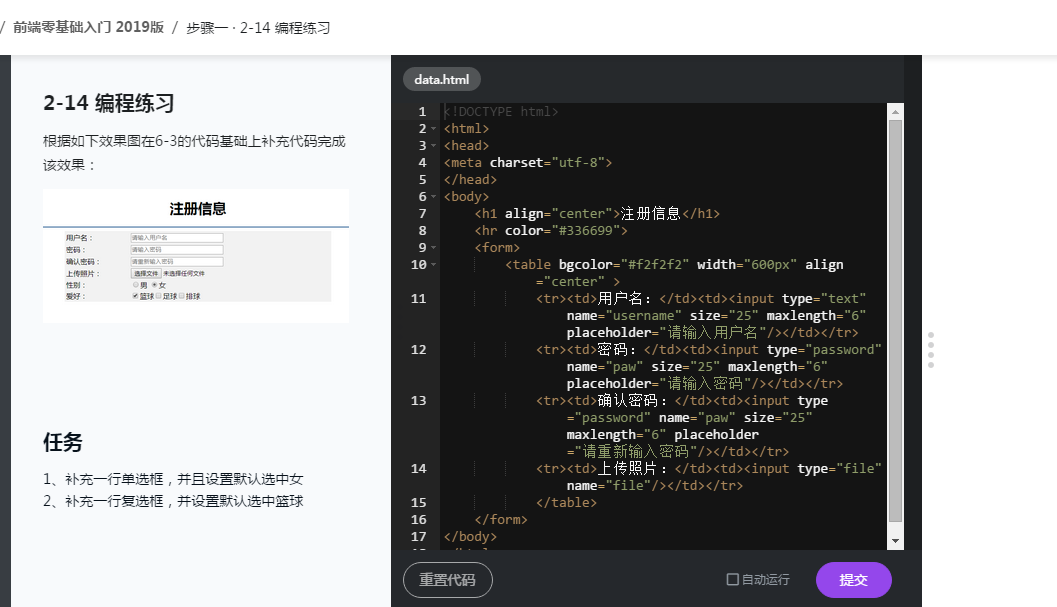 / 前端零基础入门 2019版 / 步骤一 · 2-14 编程练习
2-14 编程练习
根据如下效果图在6-3的代码基础上补充代码完成
该效果：
注册信息
用户名： 请输入用户名
密码： 请输入密码
确认密码： 请重新输入密码
上传照片： 选择文件 未选择任何文件
性别： 男 女
爱好： 篮球 足球 排球
任务
1、补充一行单选框，并且设置默认选中女
2、补充一行复选框，并设置默认选中篮球
data.html
1 <!DOCTYPE html>
2 <html>
3 <head>
4 <meta charset="utf-8">
5 </head>
6 <body>
7 <h1 align="center">注册信息</h1>
8 <hr color="#336699">
9 <form>
10 <table bgcolor="#f2f2f2" width="600px" align
="center" >
11 <tr><td>用户名：</td><td><input type="text"
name="username" size="25" maxlength="6"
placeholder="请输入用户名"/></td></tr>
12 <tr><td>密码：</td><td><input type="password"
name="paw" size="25" maxlength="6"
placeholder="请输入密码"/></td></tr>
13 <tr><td>确认密码：</td><td><input type
="password" name="paw" size="25"
maxlength="6" placeholder
="请重新输入密码"/></td></tr>
14 <tr><td>上传照片：</td><td><input type="file"
name="file"/></td></tr>
15 </table>
16 </form>
17 </body>
重置代码
自动运行
提交